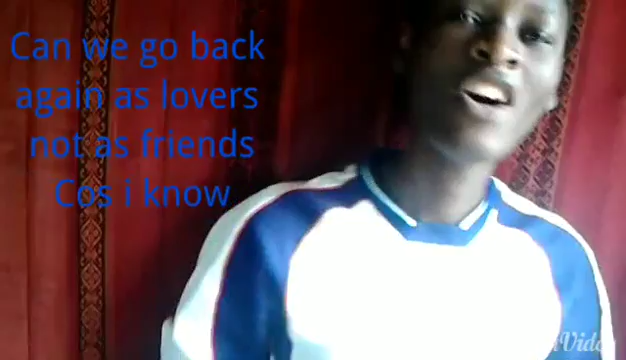 Can we go back
again as lovers
not as friends
Cos i know